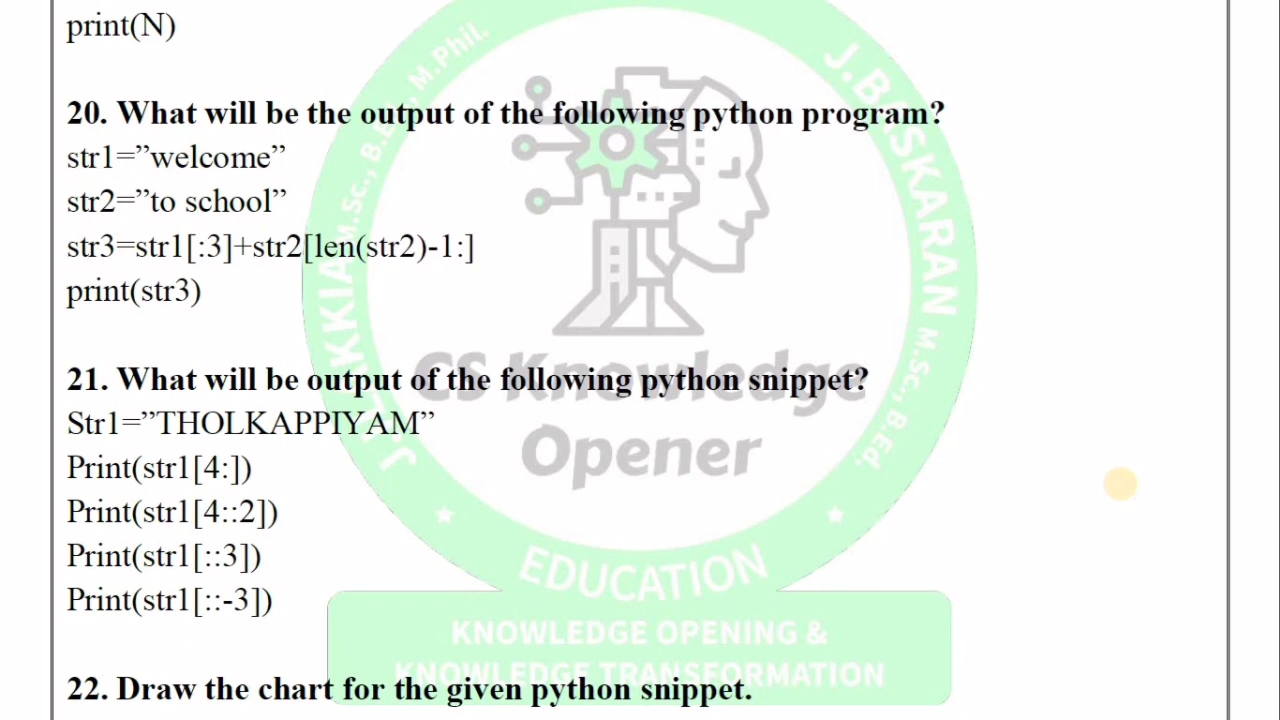 print(N)
20. What will be the output of the following python program?
str1=”welcome”
str2=”to school”
str3=str1[:3]+str2[len(str2)-1:]
print(str3)
21. What will be output of the following python snippet?
Str1=”THOLKAPPIYAM”
Print(str1[4:])
Print(str1[4::2])
Print(str1[::3])
Print(str1[::-3])
22. Draw the chart for the given python snippet.
J.BASKARAN M.Sc., B.Ed.
CS Knowledge
Opener
EDUCATION
KNOWLEDGE OPENING &
KNOWLEDGE TRANSFORMATION